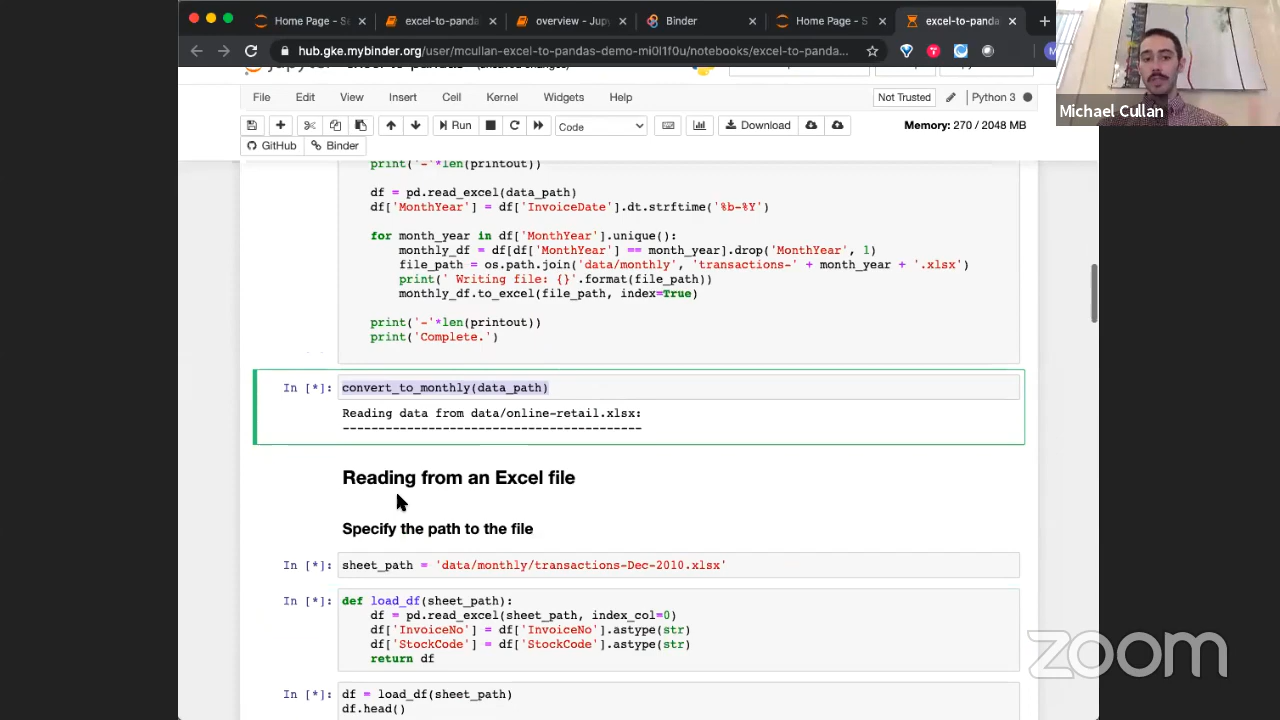 Home Page - S
excel-to-panda
overview - Jupy
Binder
Home Page - S
excel-to-panda
hub.gke.mybinder.org/user/mcullan-excel-to-pandas-demo-mi0l1f0u/notebooks/excel-to-panda...
File Edit View Insert Cell Kernel Widgets Help
Not Trusted
Python 3
Run
Code
Download
Memory: 270 / 2048 MB
GitHub
Binder
print('-'*len(printout))
df = pd.read_excel(data_path)
df['MonthYear'] = df['InvoiceDate'].dt.strftime('%b-%Y')
for month_year in df['MonthYear'].unique():
monthly_df = df[df['MonthYear'] == month_year].drop('MonthYear', 1)
file_path = os.path.join('data/monthly', 'transactions-' + month_year + '.xlsx')
print(' Writing file: {}'.format(file_path))
monthly_df.to_excel(file_path, index=True)
print('-'*len(printout))
print('Complete.')
In [*]: convert_to_monthly(data_path)
Reading data from data/online-retail.xlsx:
------------------------------------------
Reading from an Excel file
Specify the path to the file
In [*]: sheet_path = 'data/monthly/transactions-Dec-2010.xlsx'
In [*]: def load_df(sheet_path):
df = pd.read_excel(sheet_path, index_col=0)
df['InvoiceNo'] = df['InvoiceNo'].astype(str)
df['StockCode'] = df['StockCode'].astype(str)
return df
In [*]: df = load_df(sheet_path)
df.head()
Michael Cullan
zoom